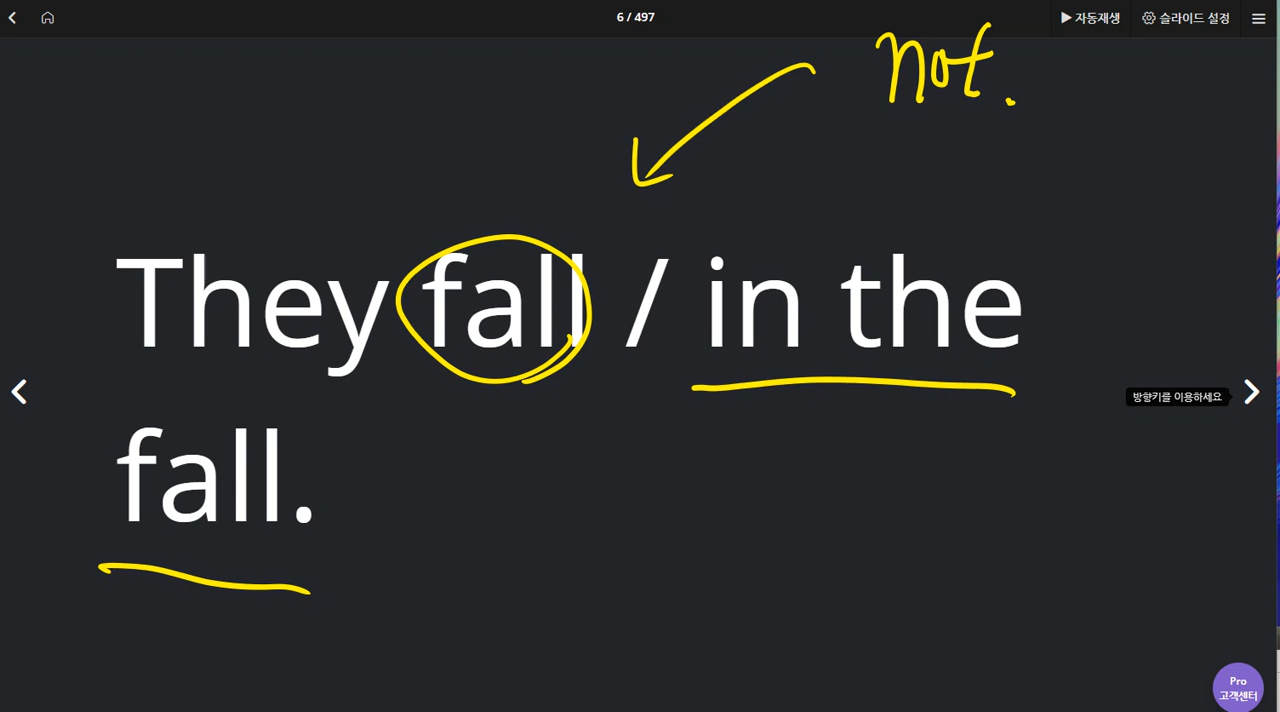 6 / 497
▶자동재생
슬라이드 설정
not.
They fall / in the
방향키를 이용하세요
fall.
Pro
고객센터